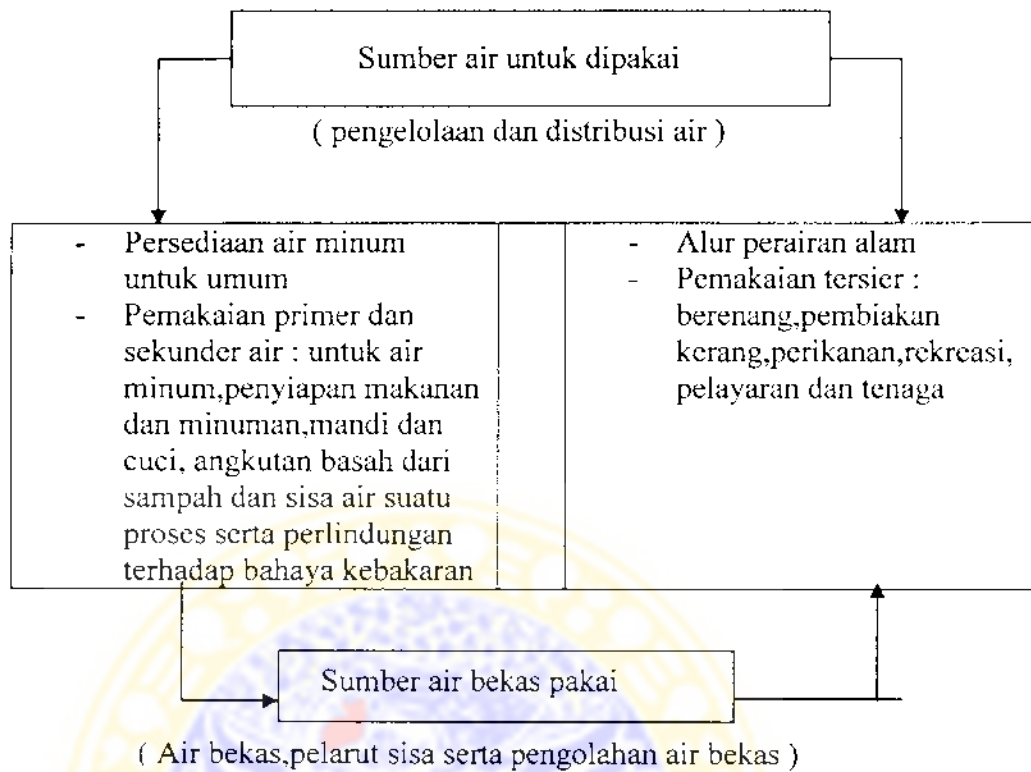 Sumber air untuk dipakai
( pengelolaan dan distribusi air )
- Persediaan air minum
untuk umum
- Pemakaian primer dan
sekunder air : untuk air
minum,penyiapan makanan
dan minuman,mandi dan
cuci, angkutan basah dari
sampah dan sisa air suatu
proses serta perlindungan
terhadap bahaya kebakaran
- Alur perairan alam
- Pemakaian tersier :
berenang,pembiakan
kerang,perikanan,rekreasi,
pelayaran dan tenaga
Sumber air bekas pakai
( Air bekas,pelarut sisa serta pengolahan air bekas )